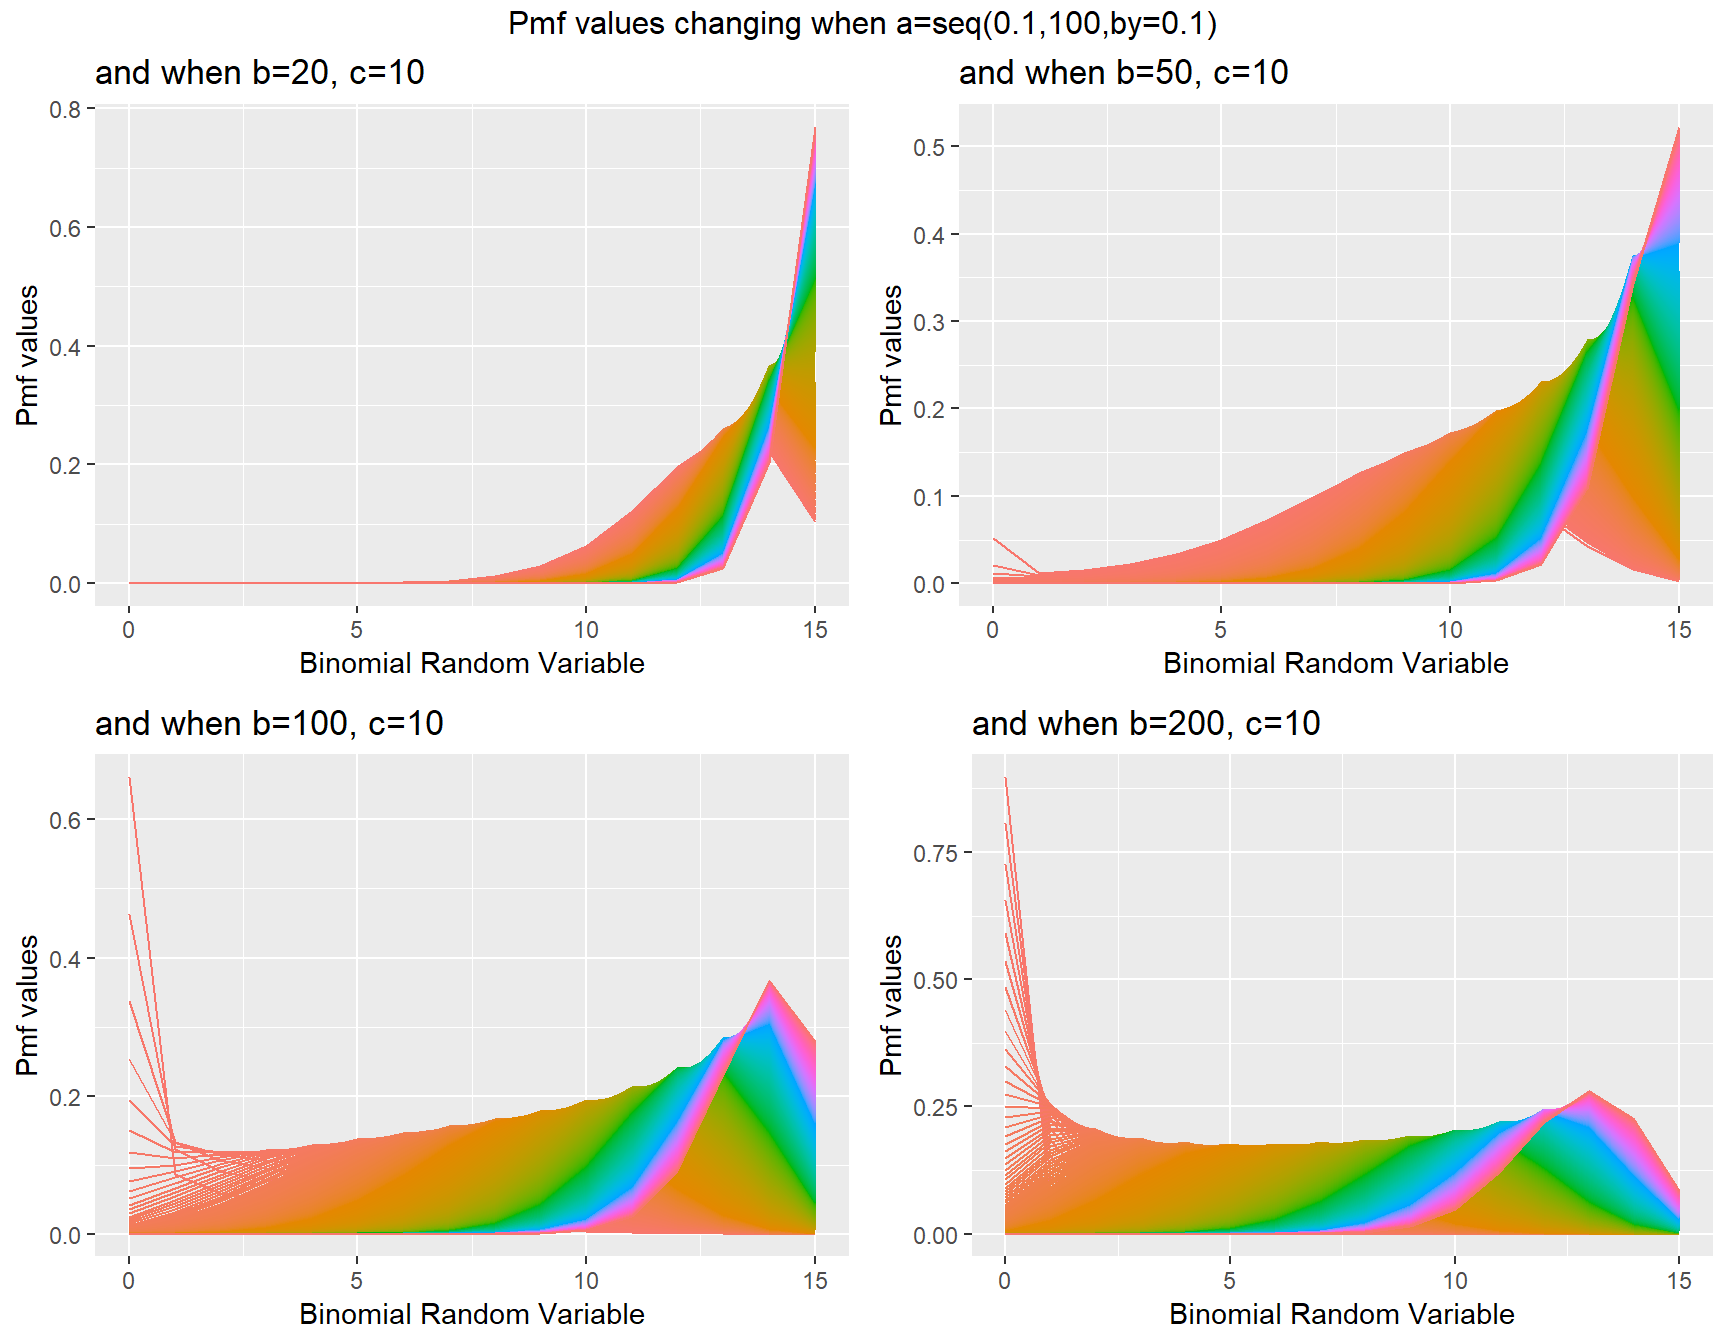 Pmf values changing when a=seq(0.1,100,by=0.1)
and when b=20, c=10
Pmf values
0.8
0.6
0.4
0.2
0.0
0 5 10 15
Binomial Random Variable
and when b=50, c=10
Pmf values
0.5
0.4
0.3
0.2
0.1
0.0
0 5 10 15
Binomial Random Variable
and when b=100, c=10
Pmf values
0.6
0.4
0.2
0.0
0 5 10 15
Binomial Random Variable
and when b=200, c=10
Pmf values
0.75
0.50
0.25
0.00
0 5 10 15
Binomial Random Variable